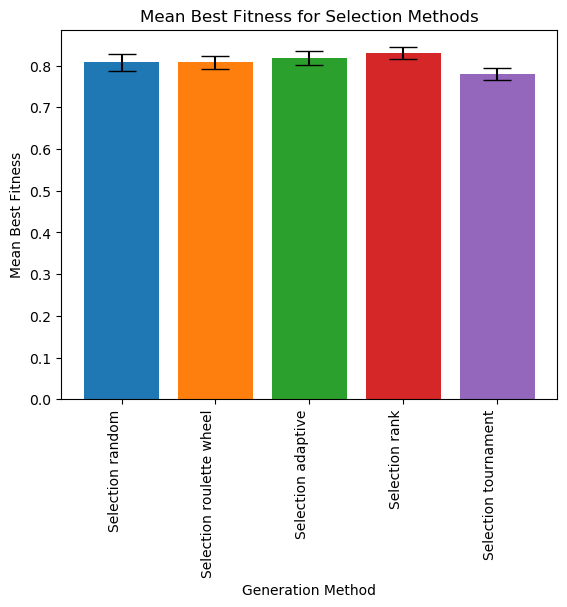 Mean Best Fitness for Selection Methods
Mean Best Fitness
0.8
0.7
0.6
0.5
0.4
0.3
0.2
0.1
0.0
Selection random
Selection roulette wheel
Selection adaptive
Selection rank
Selection tournament
Generation Method